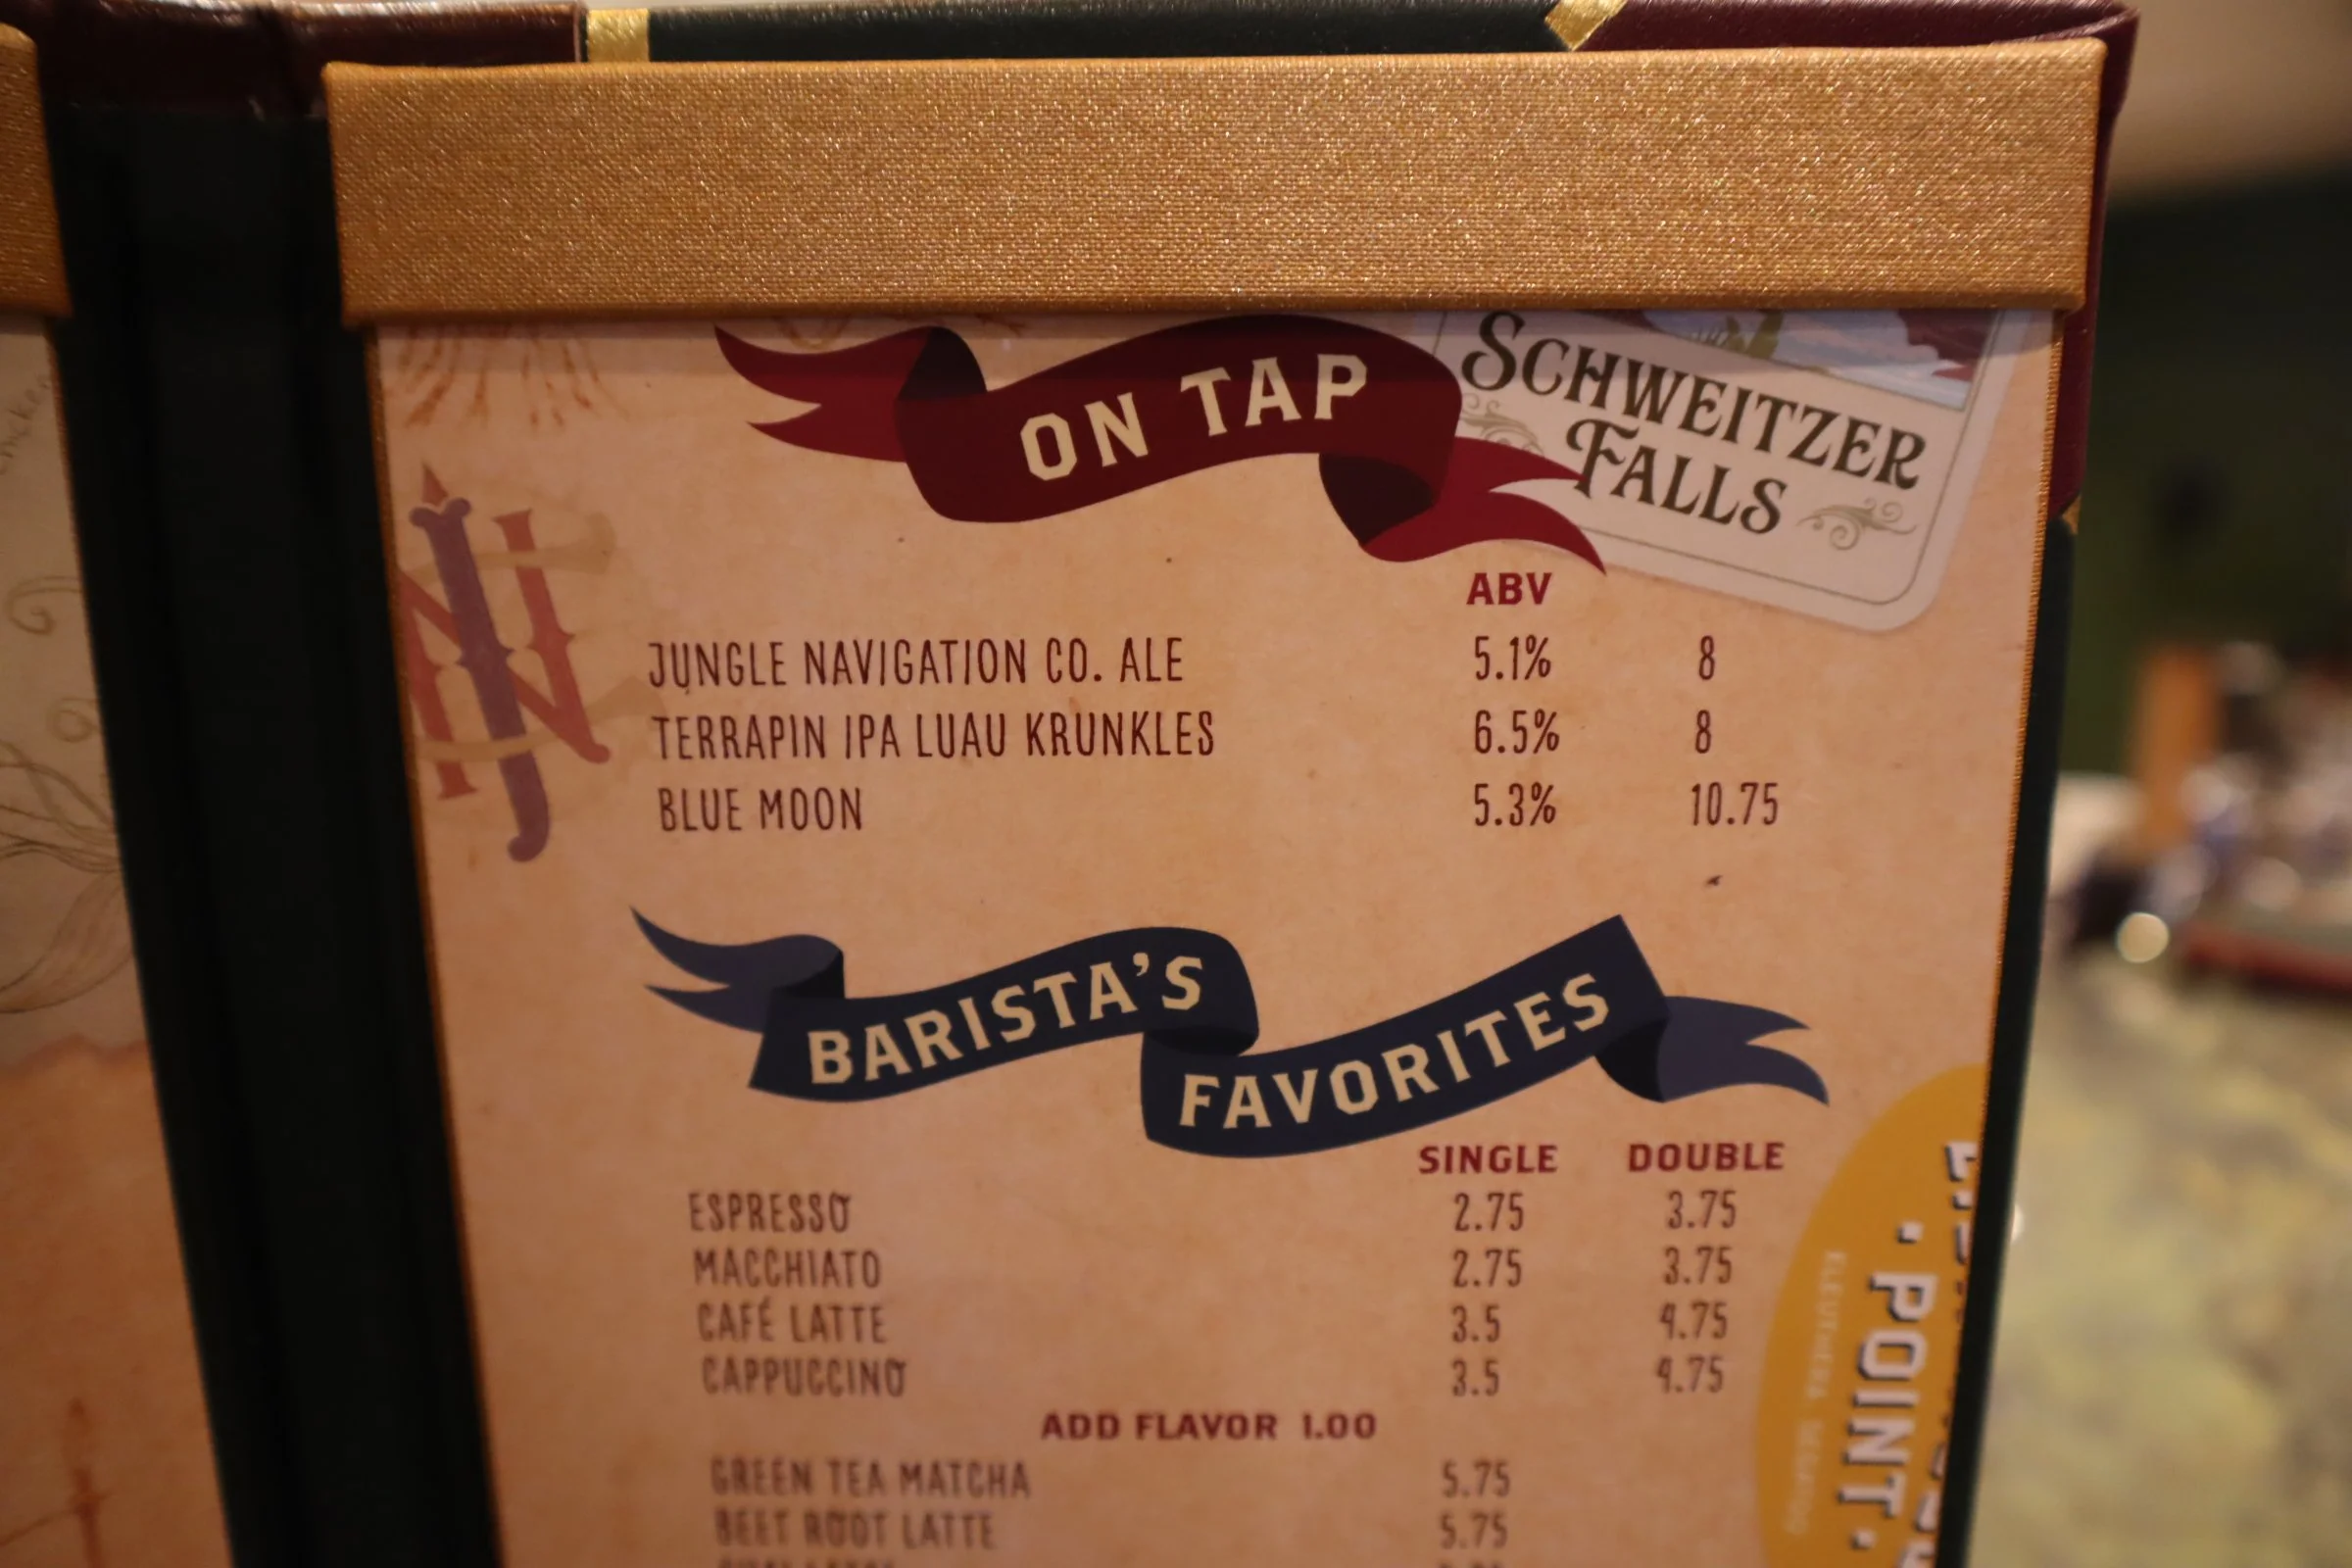 ON TAP
SCHWEITZER
FALLS
ABV
JUNGLE NAVIGATION CO. ALE 5.1% 8
TERRAPIN IPA LUAU KRUNKLES 6.5% 8
BLUE MOON 5.3% 10.75
BARISTA'S
FAVORITES
SINGLE DOUBLE
ESPRESSO 2.75 3.75
MACCHIATO 2.75 3.75
CAFÉ LATTE 3.5 4.75
CAPPUCCINO 3.5 4.75
ADD FLAVOR 1.00
GREEN TEA MATCHA 5.75
BEET ROOT LATTE 5.75
· POINT ·